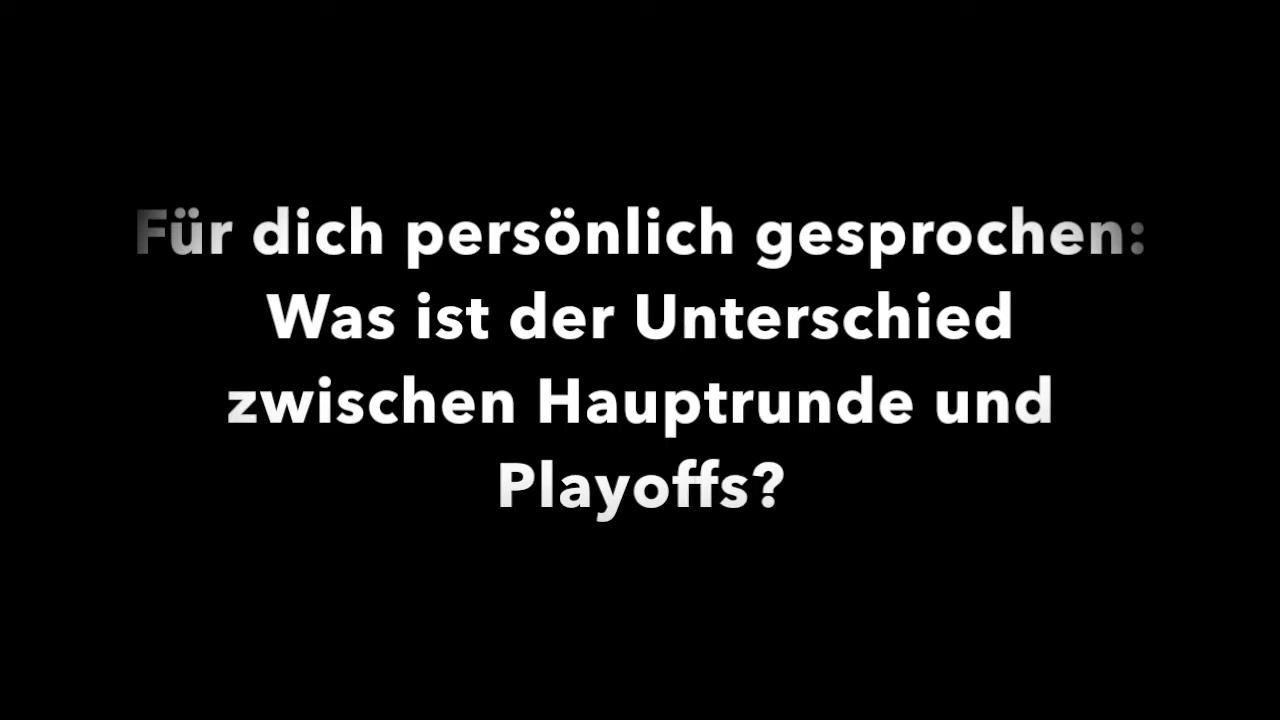 Für dich persönlich gesprochen:
Was ist der Unterschied
zwischen Hauptrunde und
Playoffs?